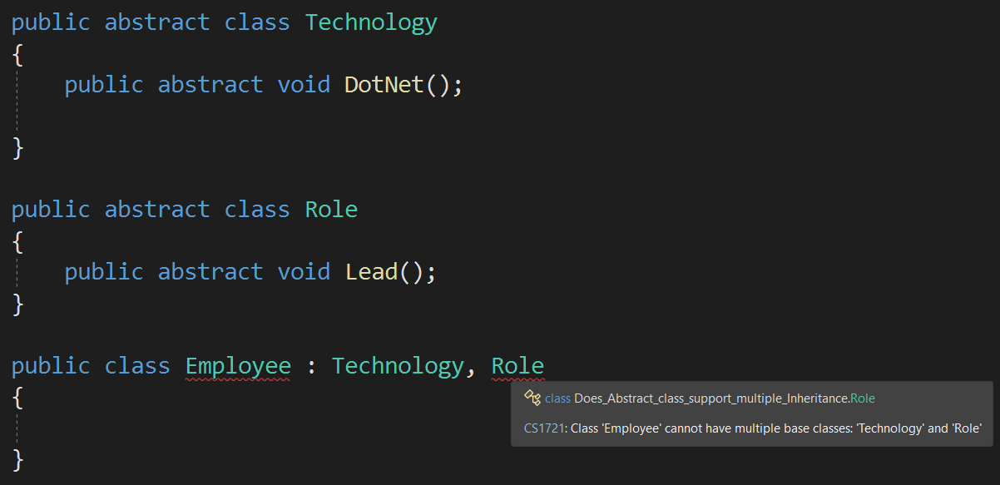 public abstract class Technology
{
public abstract void DotNet();
}
public abstract class Role
{
public abstract void Lead();
}
public class Employee : Technology, Role
{
class Does_Abstract_class_support_multiple_Inheritance.Role
CS1721: Class 'Employee' cannot have multiple base classes: 'Technology' and 'Role'
}